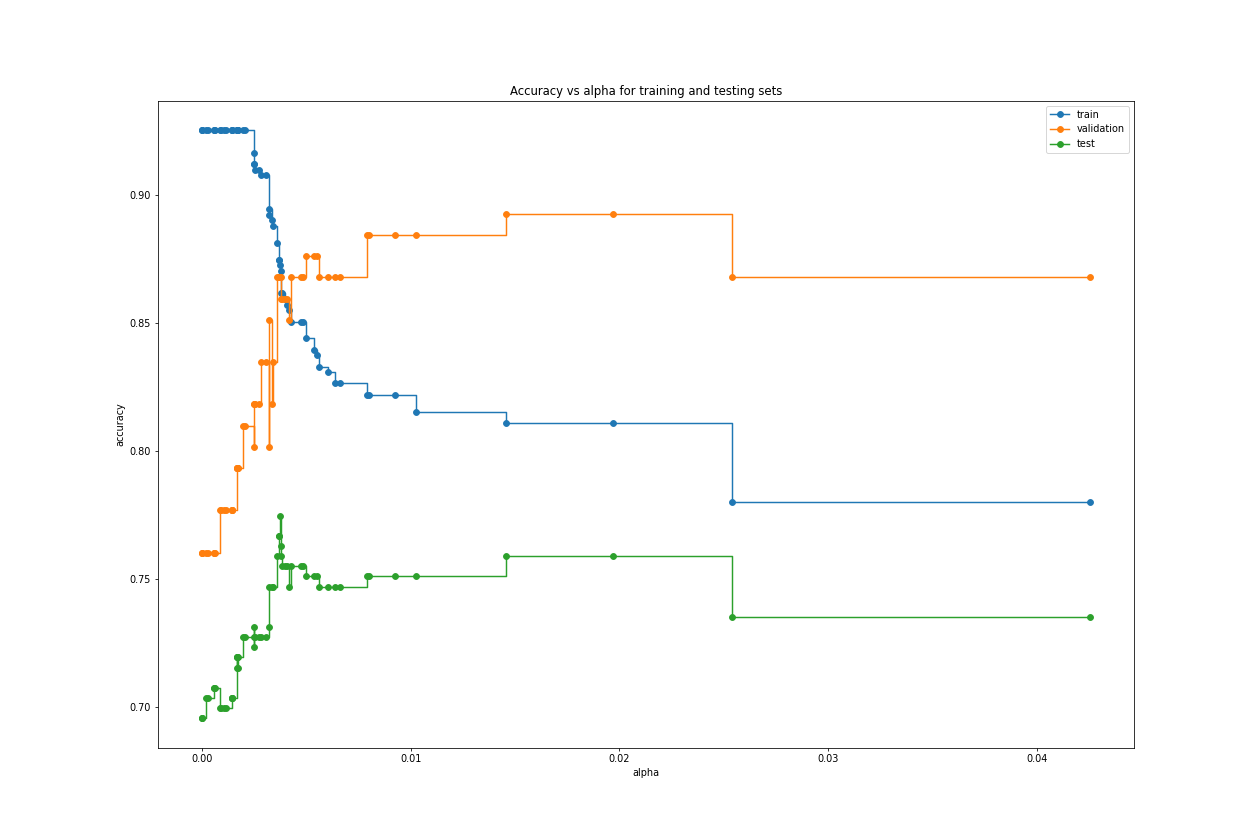 Accuracy vs alpha for training and testing sets
train
validation
test
0.90
0.85
0.80
0.75
0.70
accuracy
0.00 0.01 0.02 0.03 0.04
alpha